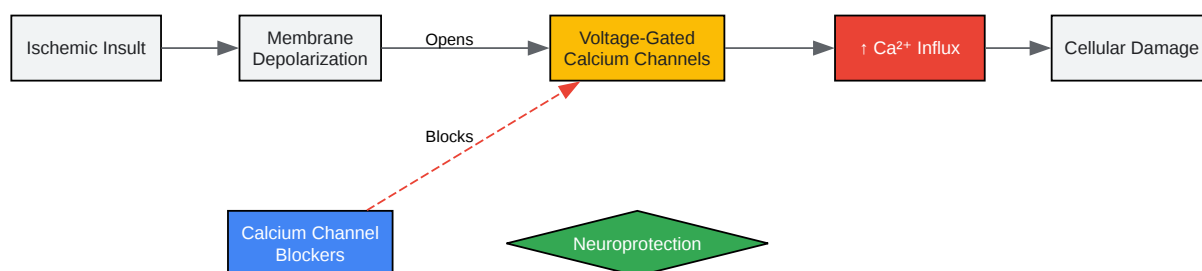 Ischemic Insult
Membrane
Depolarization
Opens
Voltage-Gated
Calcium Channels
↑ Ca²⁺ Influx
Cellular Damage
Blocks
Calcium Channel
Blockers
Neuroprotection